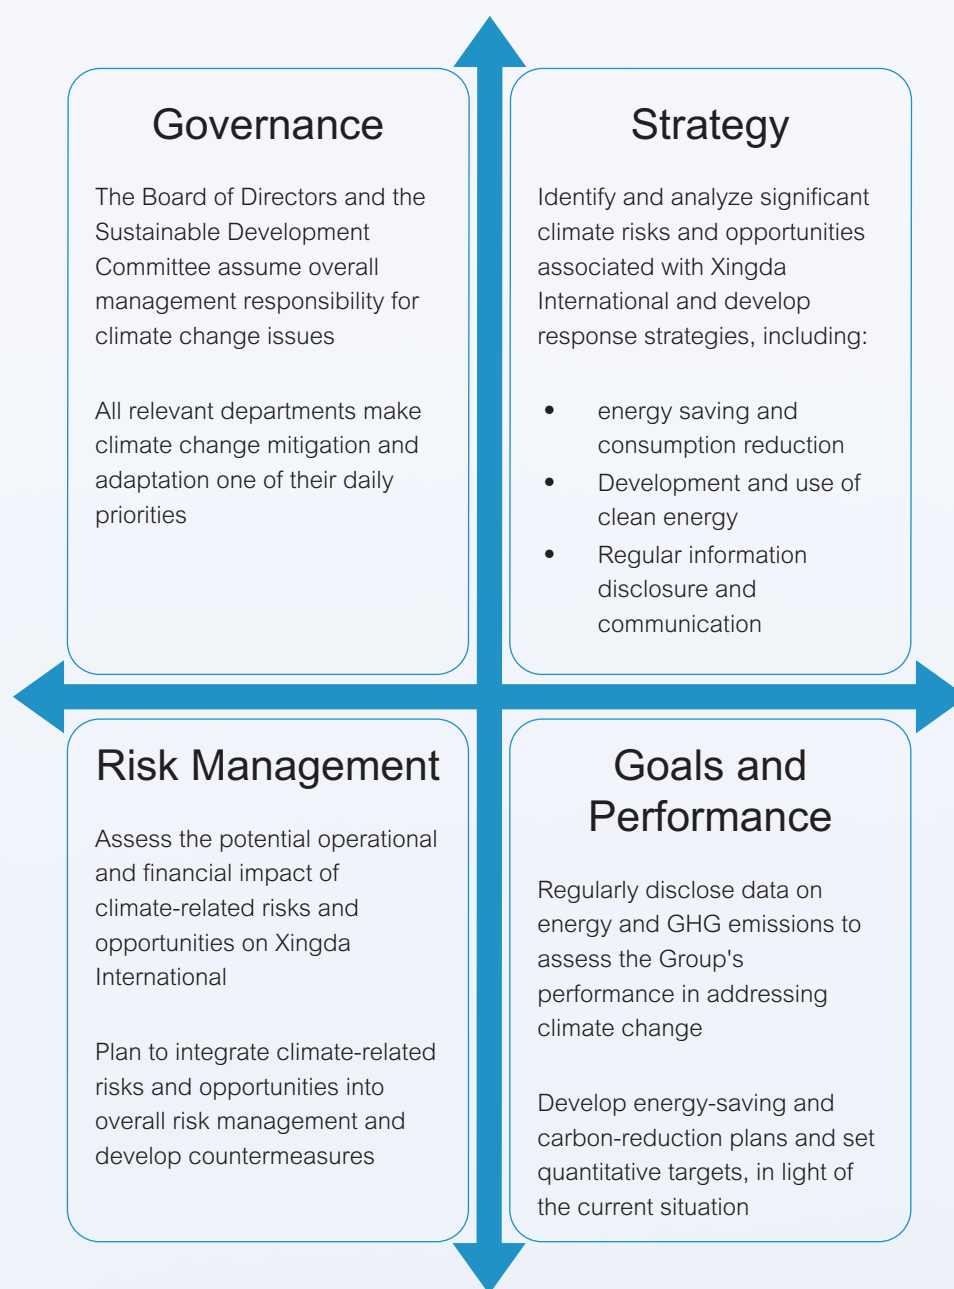 Governance
The Board of Directors and the
Sustainable Development
Committee assume overall
management responsibility for
climate change issues
All relevant departments make
climate change mitigation and
adaptation one of their daily
priorities
Strategy
Identify and analyze significant
climate risks and opportunities
associated with Xingda
International and develop
response strategies, including:
• energy saving and
consumption reduction
• Development and use of
clean energy
• Regular information
disclosure and
communication
Risk Management
Assess the potential operational
and financial impact of
climate-related risks and
opportunities on Xingda
International
Plan to integrate climate-related
risks and opportunities into
overall risk management and
develop countermeasures
Goals and
Performance
Regularly disclose data on
energy and GHG emissions to
assess the Group's
performance in addressing
climate change
Develop energy-saving and
carbon-reduction plans and set
quantitative targets, in light of
the current situation